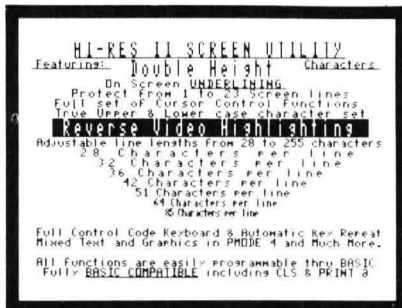 HI-RES II SCREEN UTILITY
Featuring: Double Height Characters
On Screen UNDERLINING
Protect from 1 to 23 Screen lines
Full set of Cursor Control Functions
True Upper & Lower case character set
Reverse Video Highlighting
Adjustable line lengths from 28 to 255 characters
28 Characters per line
32 Characters per line
36 Characters per line
42 Characters per line
51 Characters per line
64 Characters per line
85 Characters per line
Full Control Code Keyboard & Automatic Key Repeat
Mixed Text and Graphics in PMODE 4 and Much More.
All functions are easily programmable thru BASIC
Fully BASIC COMPATIBLE including CLS & PRINT @